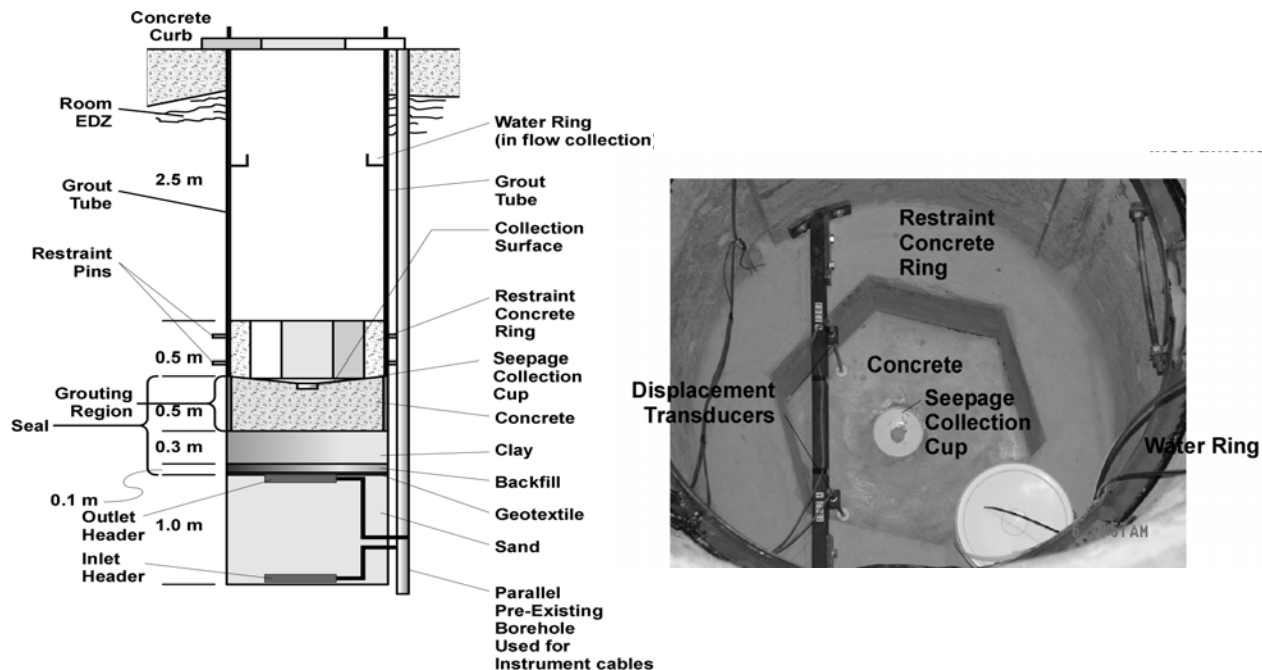 Concrete
Curb
Room
EDZ
2.5 m
Grout
Tube
Restraint
Pins
0.5 m
Grouting
Region
0.5 m
Seal
0.3 m
0.1 m
Outlet
Header
1.0 m
Inlet
Header
Water Ring
(in flow collection)
Grout
Tube
Collection
Surface
Restraint
Concrete
Ring
Seepage
Collection
Cup
Concrete
Clay
Backfill
Geotextile
Sand
Parallel
Pre-Existing
Borehole
Used for
Instrument cables
Restraint
Concrete
Ring
Concrete
Displacement
Transducers
Seepage
Collection
Cup
Water Ring